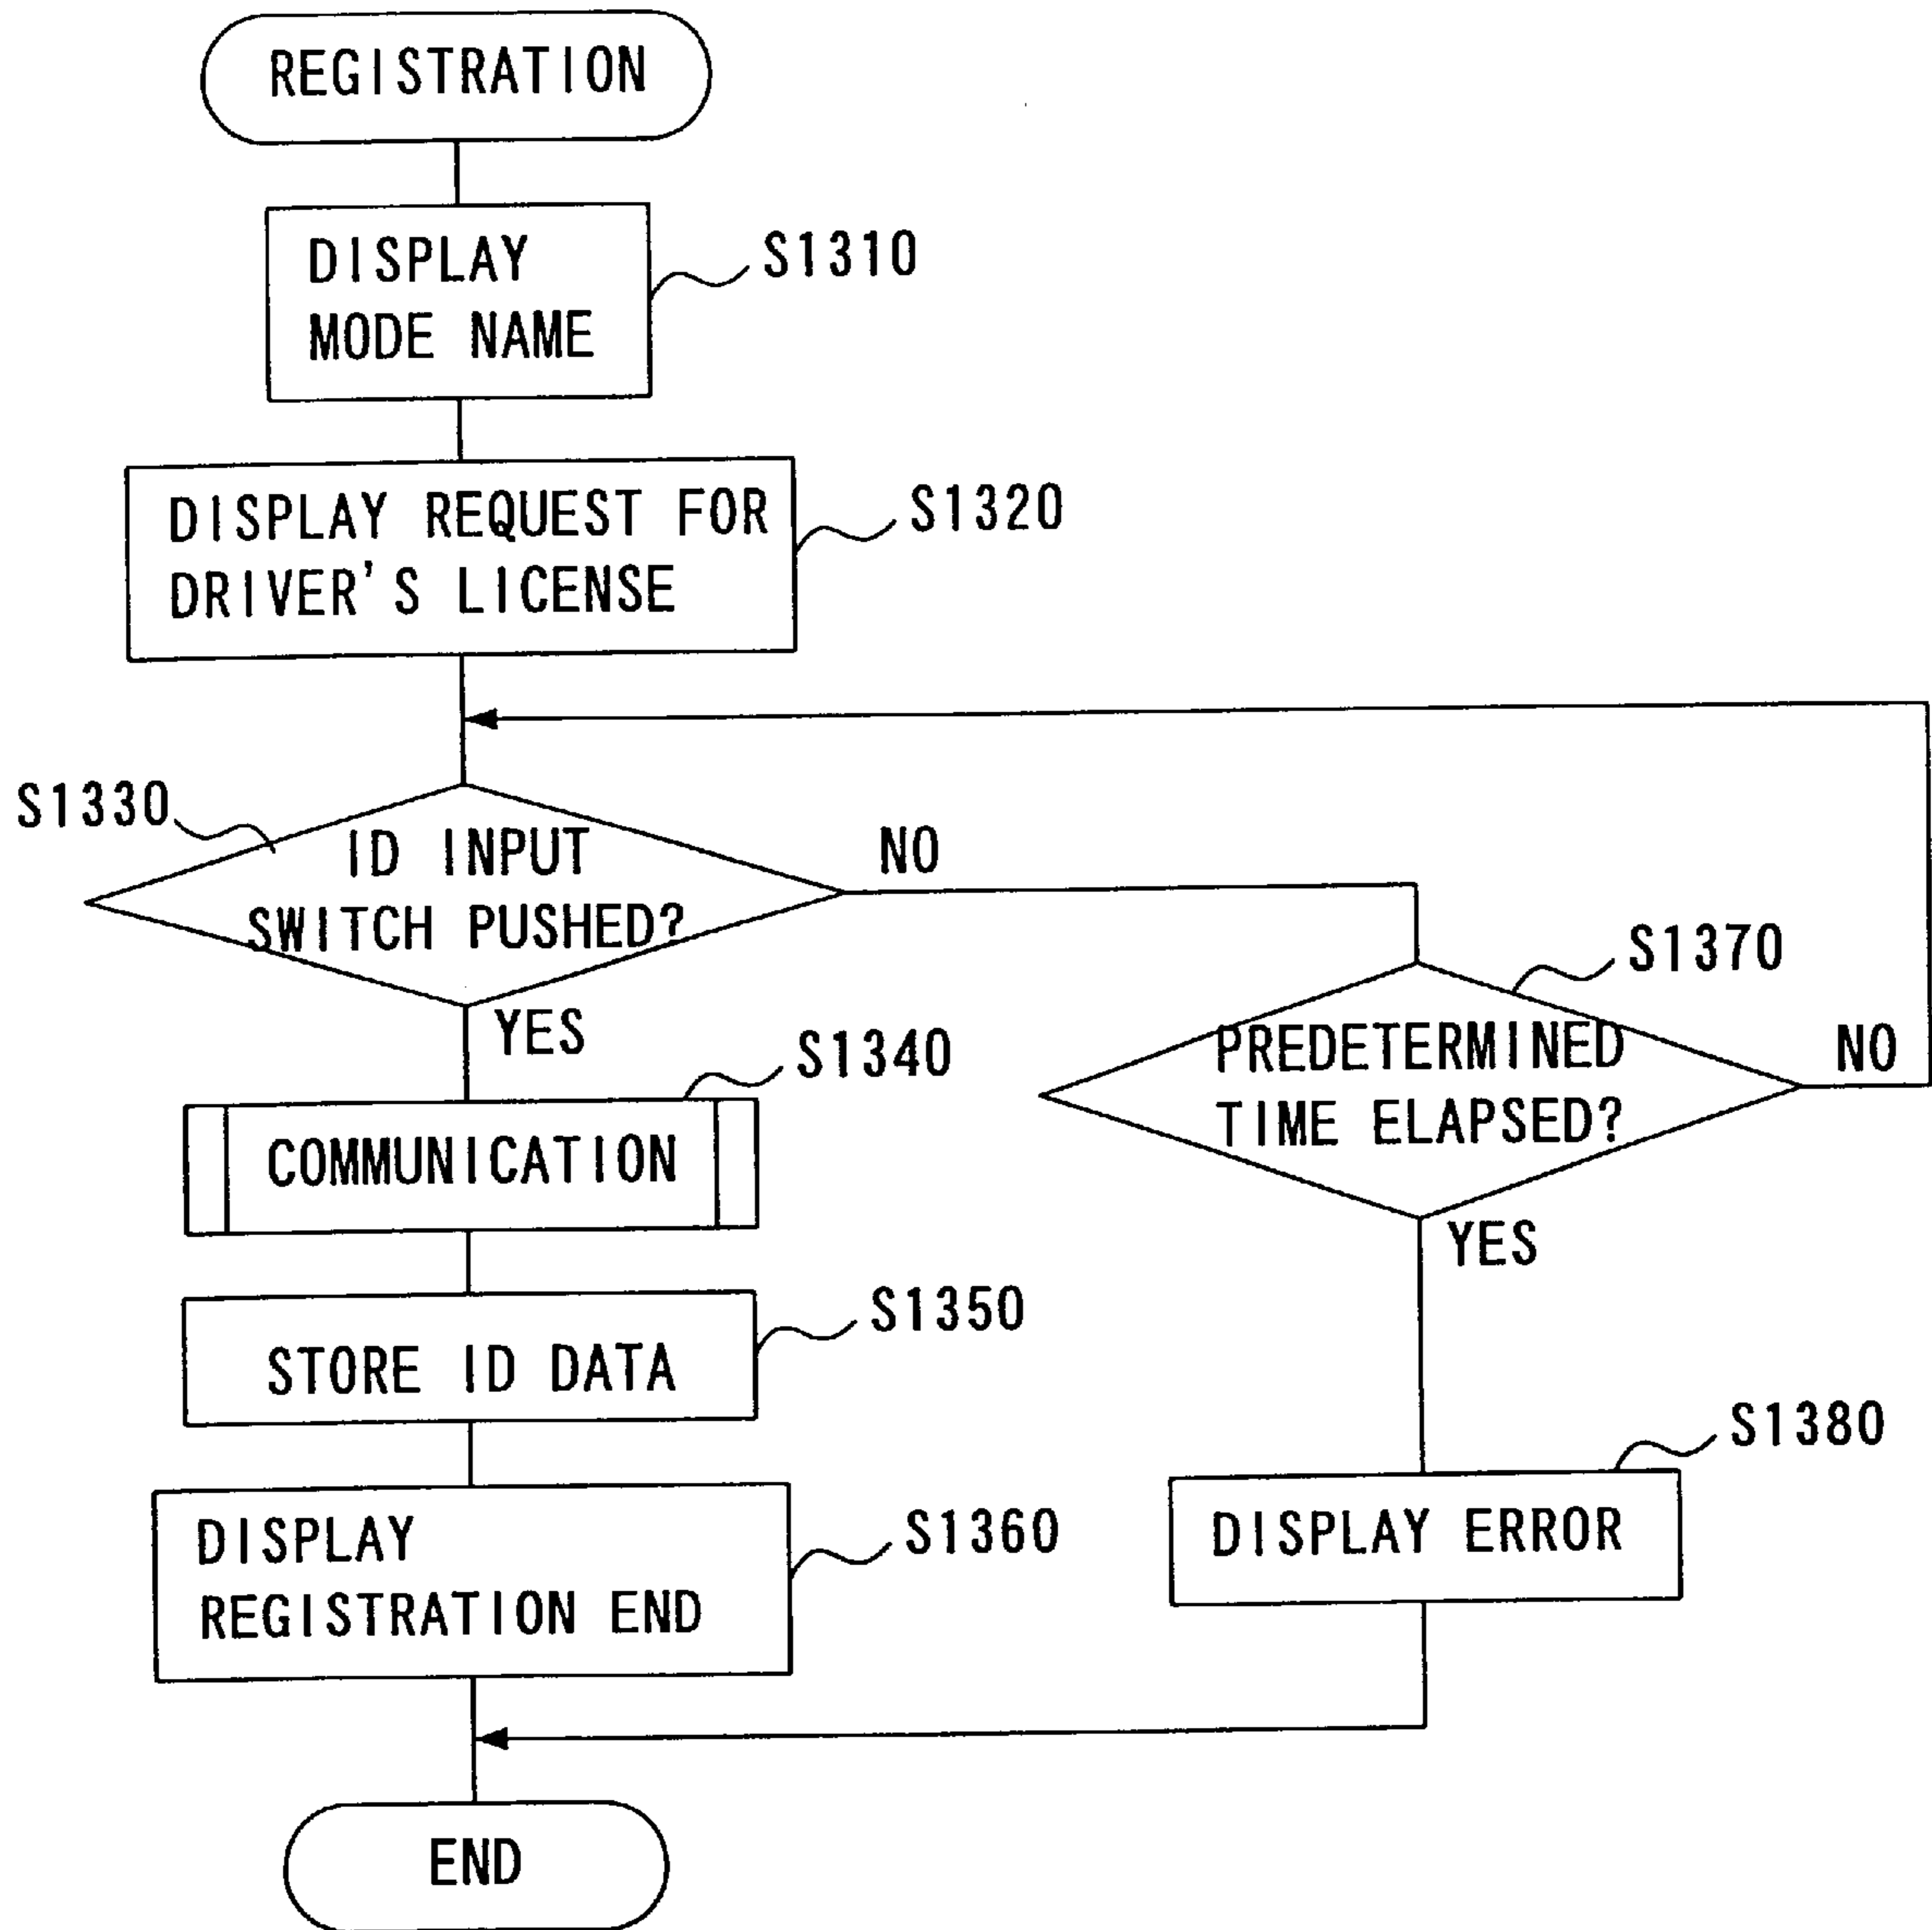 REGISTRATION
DISPLAY
MODE NAME
S1310
DISPLAY REQUEST FOR
DRIVER'S LICENSE
S1320
S1330
ID INPUT
SWITCH PUSHED?
NO
YES
S1370
PREDETERMINED
TIME ELAPSED?
NO
YES
S1340
COMMUNICATION
S1350
STORE ID DATA
S1360
DISPLAY
REGISTRATION END
S1380
DISPLAY ERROR
END